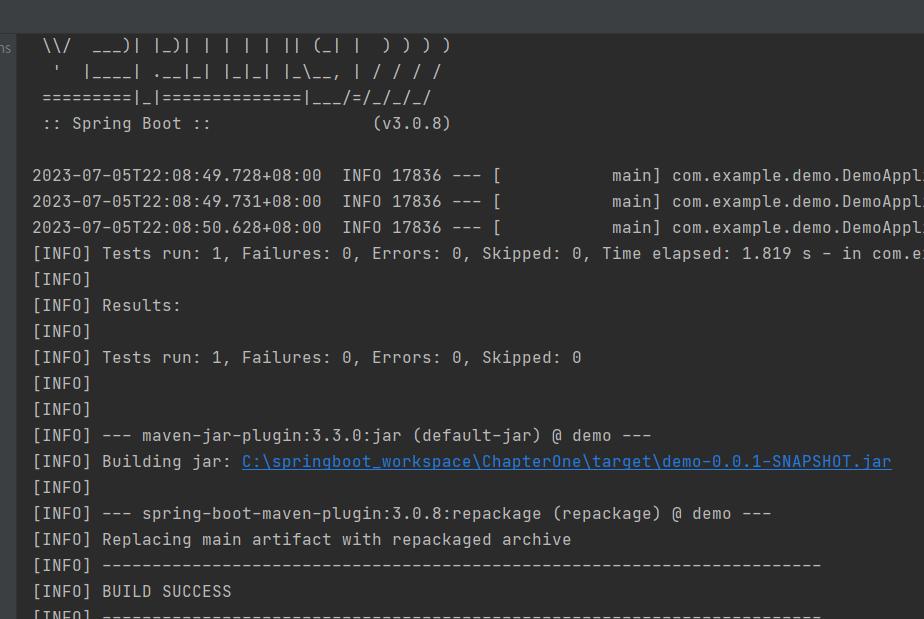 ns
 \\/  ___)| |_)| | | | | || (_| |  ) ) ) )
  '  |____| .__|_| |_|_| |_\__, | / / / /
 =========|_|==============|___/=/_/_/_/
 :: Spring Boot ::                (v3.0.8)
2023-07-05T22:08:49.728+08:00  INFO 17836 --- [           main] com.example.demo.DemoAppl
2023-07-05T22:08:49.731+08:00  INFO 17836 --- [           main] com.example.demo.DemoAppl
2023-07-05T22:08:50.628+08:00  INFO 17836 --- [           main] com.example.demo.DemoAppl
[INFO] Tests run: 1, Failures: 0, Errors: 0, Skipped: 0, Time elapsed: 1.819 s - in com.e
[INFO]
[INFO] Results:
[INFO]
[INFO] Tests run: 1, Failures: 0, Errors: 0, Skipped: 0
[INFO]
[INFO]
[INFO] --- maven-jar-plugin:3.3.0:jar (default-jar) @ demo ---
[INFO] Building jar: C:\springboot_workspace\ChapterOne\target\demo-0.0.1-SNAPSHOT.jar
[INFO]
[INFO] --- spring-boot-maven-plugin:3.0.8:repackage (repackage) @ demo ---
[INFO] Replacing main artifact with repackaged archive
[INFO] ------------------------------------------------------------------------
[INFO] BUILD SUCCESS
[INFO] ------------------------------------------------------------------------